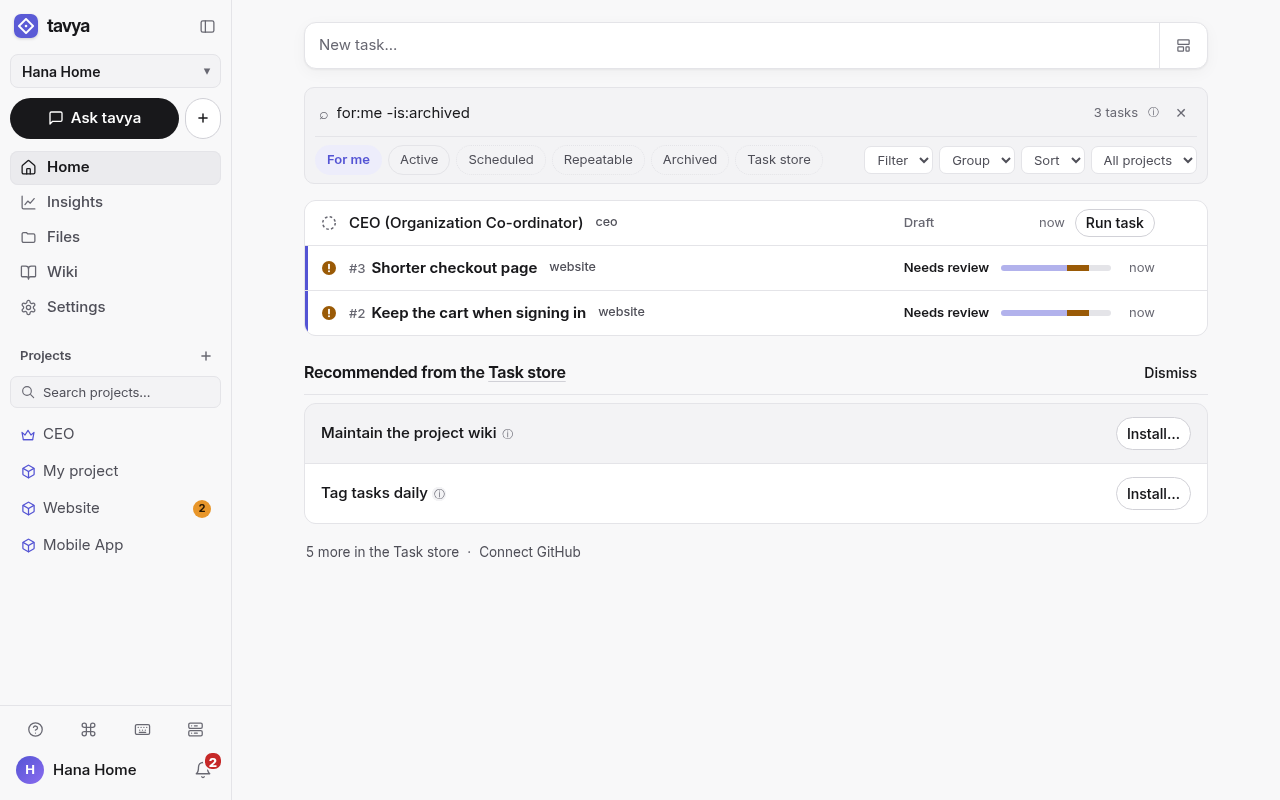 tavya
Hana Home
Ask tavya
Home
Insights
Files
Wiki
Settings
Projects
Search projects...
CEO
My project
Website 2
Mobile App
H Hana Home 2
New task...
for:me -is:archived 3 tasks
For me Active Scheduled Repeatable Archived Task store Filter Group Sort All projects
CEO (Organization Co-ordinator) ceo Draft now Run task
#3 Shorter checkout page website Needs review now
#2 Keep the cart when signing in website Needs review now
Recommended from the Task store Dismiss
Maintain the project wiki Install...
Tag tasks daily Install...
5 more in the Task store · Connect GitHub